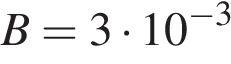 B = 3 · 10⁻³